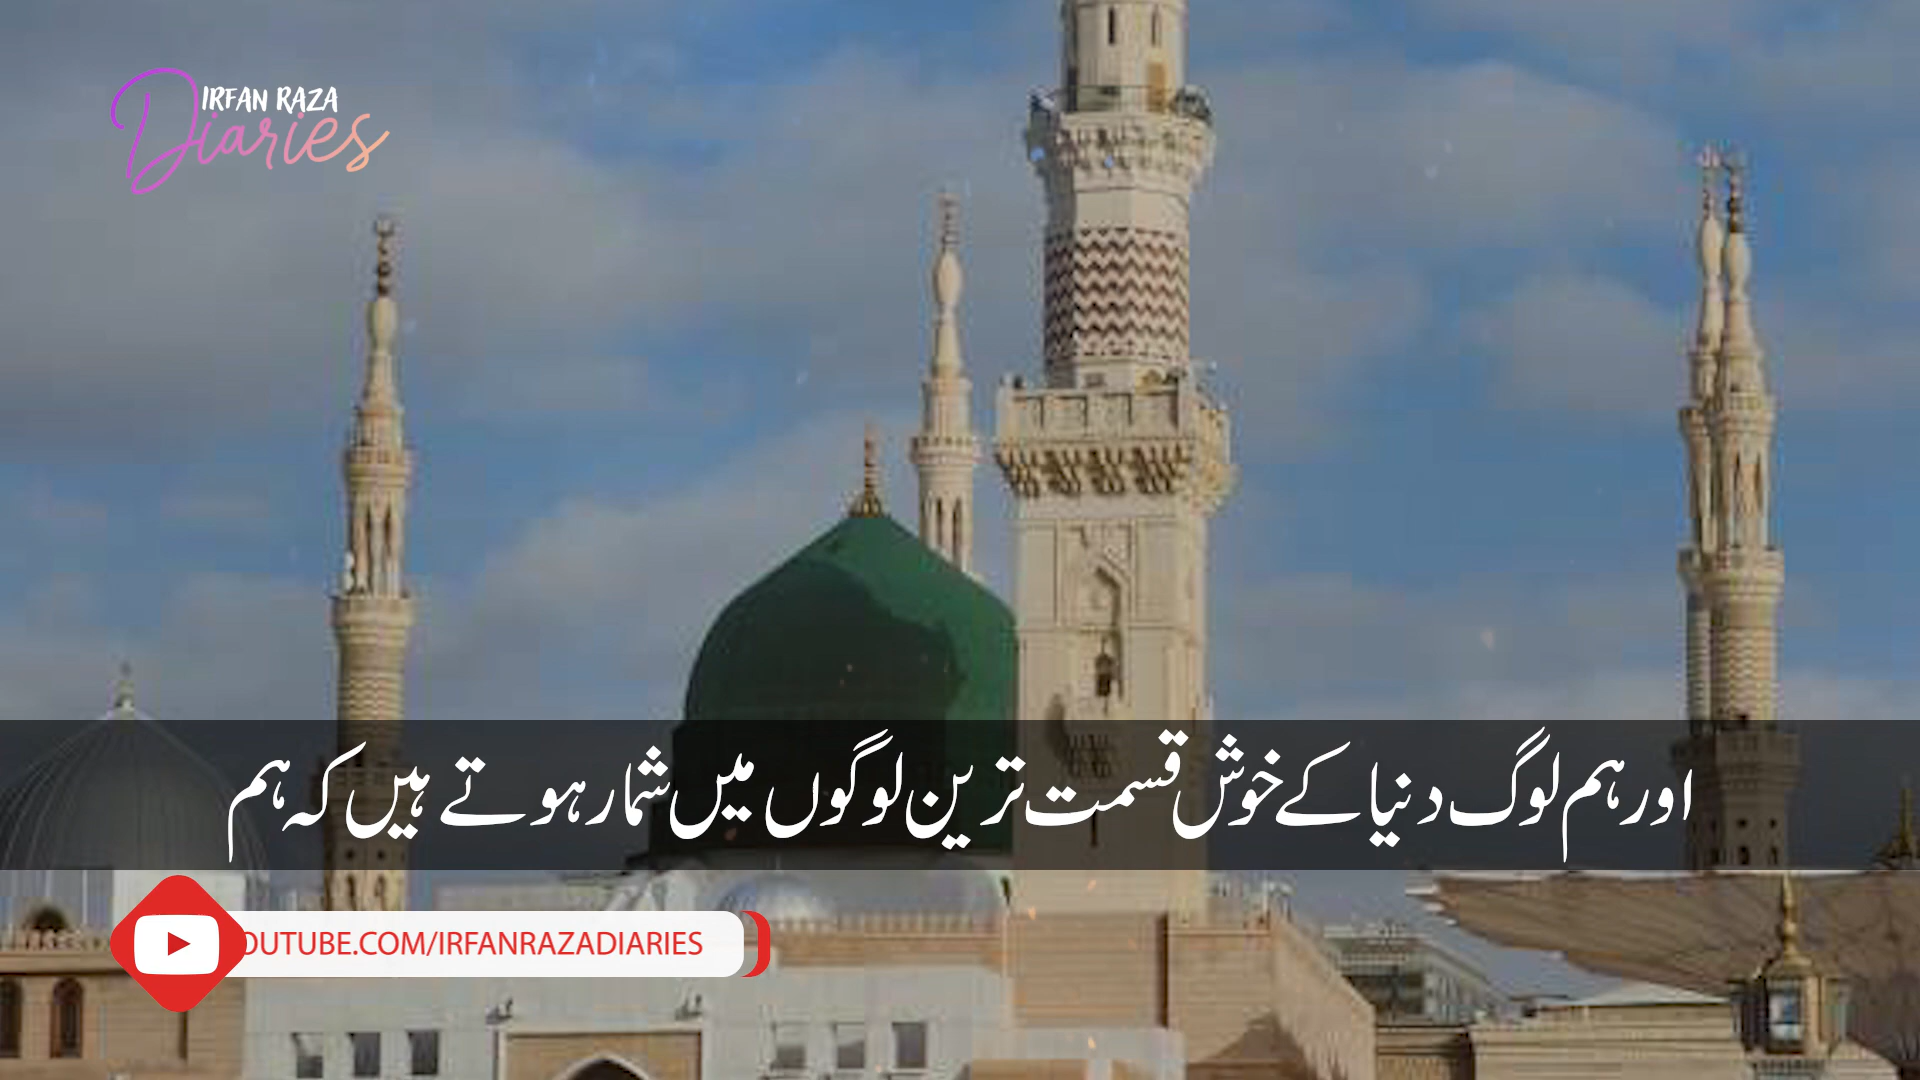 IRFAN RAZA
Diaries
اور ہم لوگ دنیا کے خوش قسمت ترین لوگوں میں شمار ہوتے ہیں کہ ہم
OUTUBE.COM/IRFANRAZADIARIES